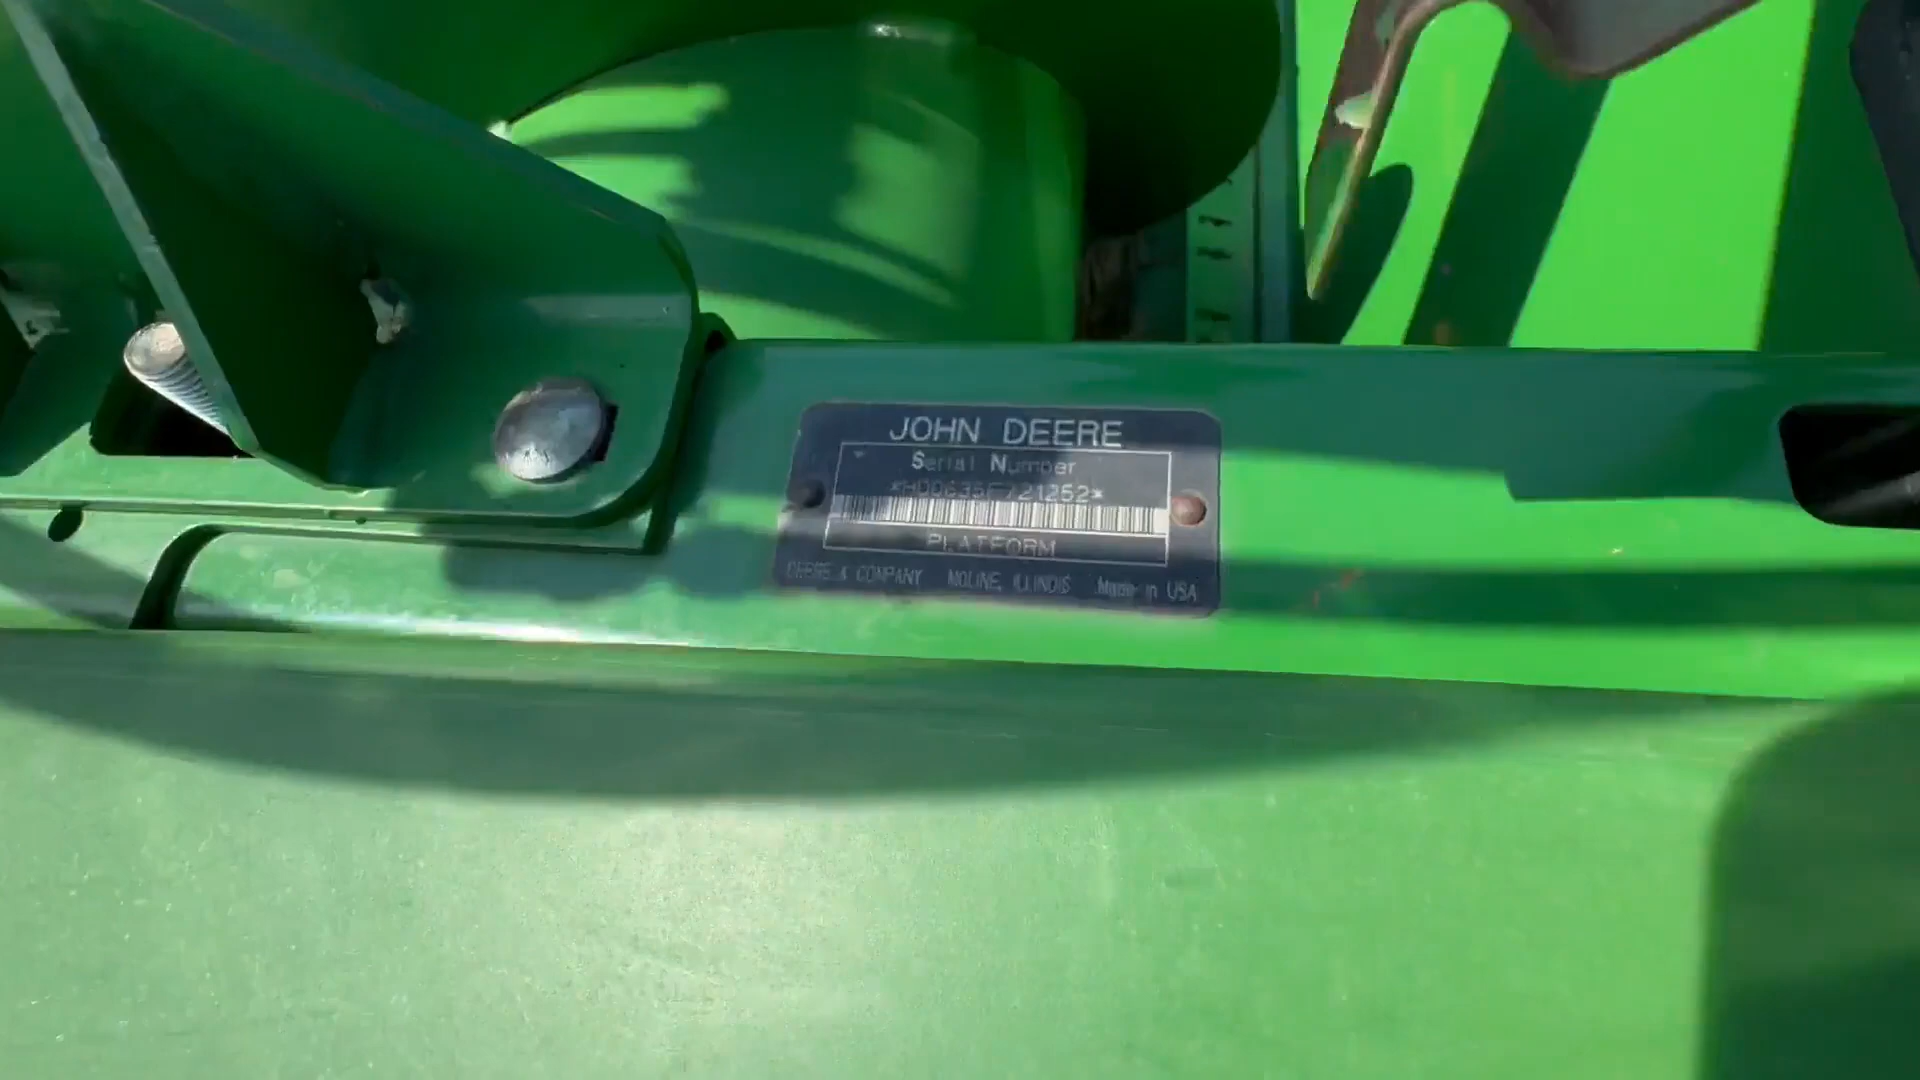 JOHN DEERE
Serial Number
*H00635F721252*
PLATFORM
DEERE & COMPANY MOLINE, ILLINOIS Made in USA